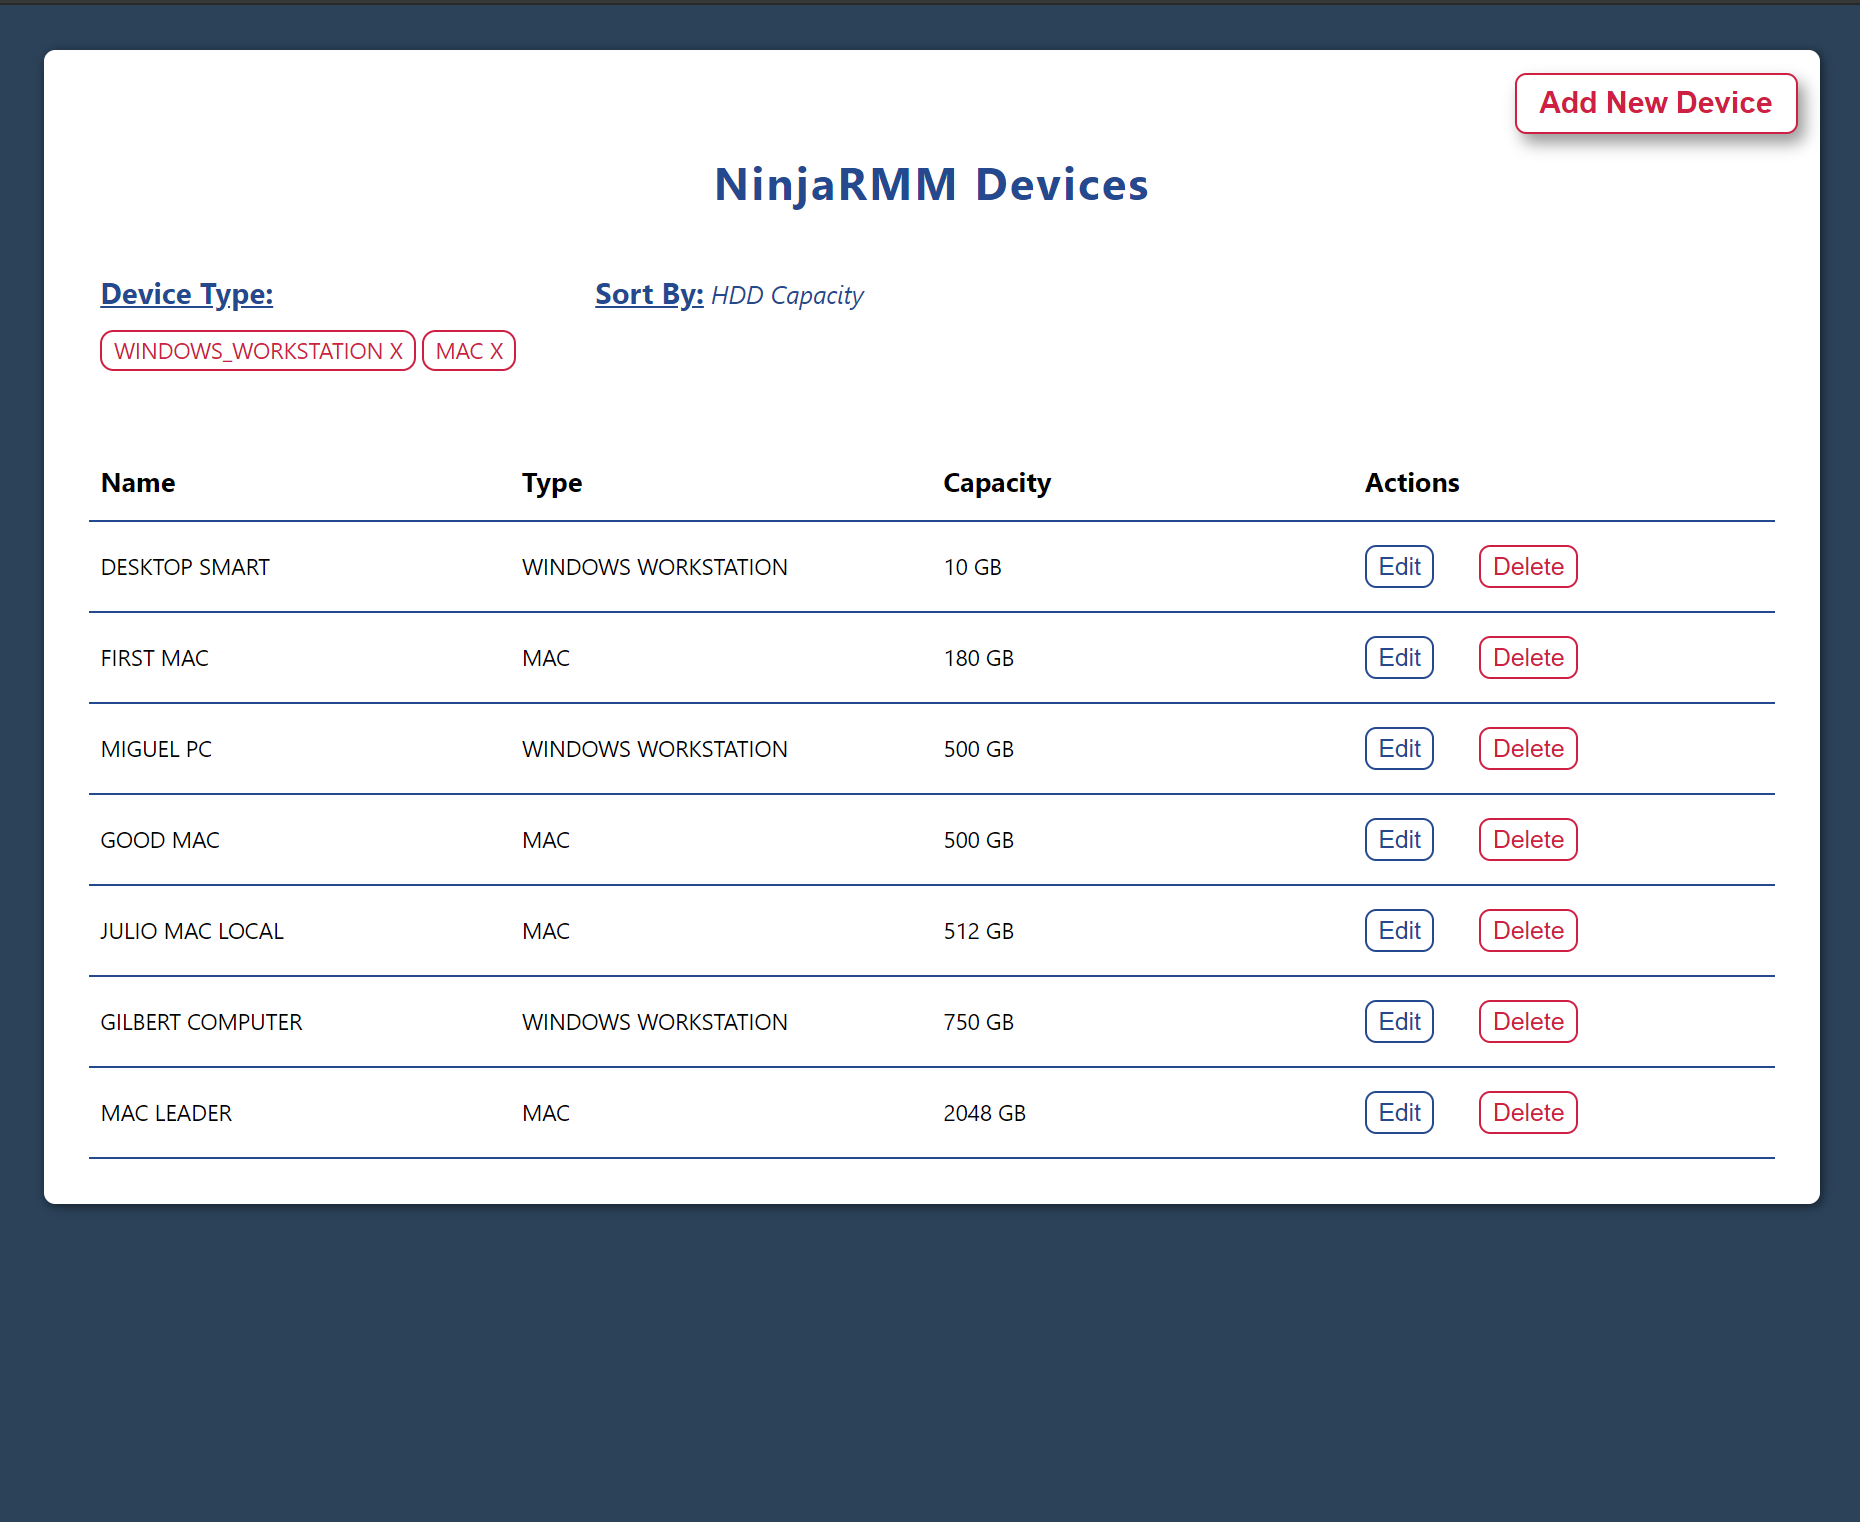 Add New Device
NinjaRMM Devices
Device Type: Sort By: HDD Capacity
WINDOWS_WORKSTATION X MAC X
Name Type Capacity Actions
DESKTOP SMART WINDOWS WORKSTATION 10 GB Edit Delete
FIRST MAC MAC 180 GB Edit Delete
MIGUEL PC WINDOWS WORKSTATION 500 GB Edit Delete
GOOD MAC MAC 500 GB Edit Delete
JULIO MAC LOCAL MAC 512 GB Edit Delete
GILBERT COMPUTER WINDOWS WORKSTATION 750 GB Edit Delete
MAC LEADER MAC 2048 GB Edit Delete